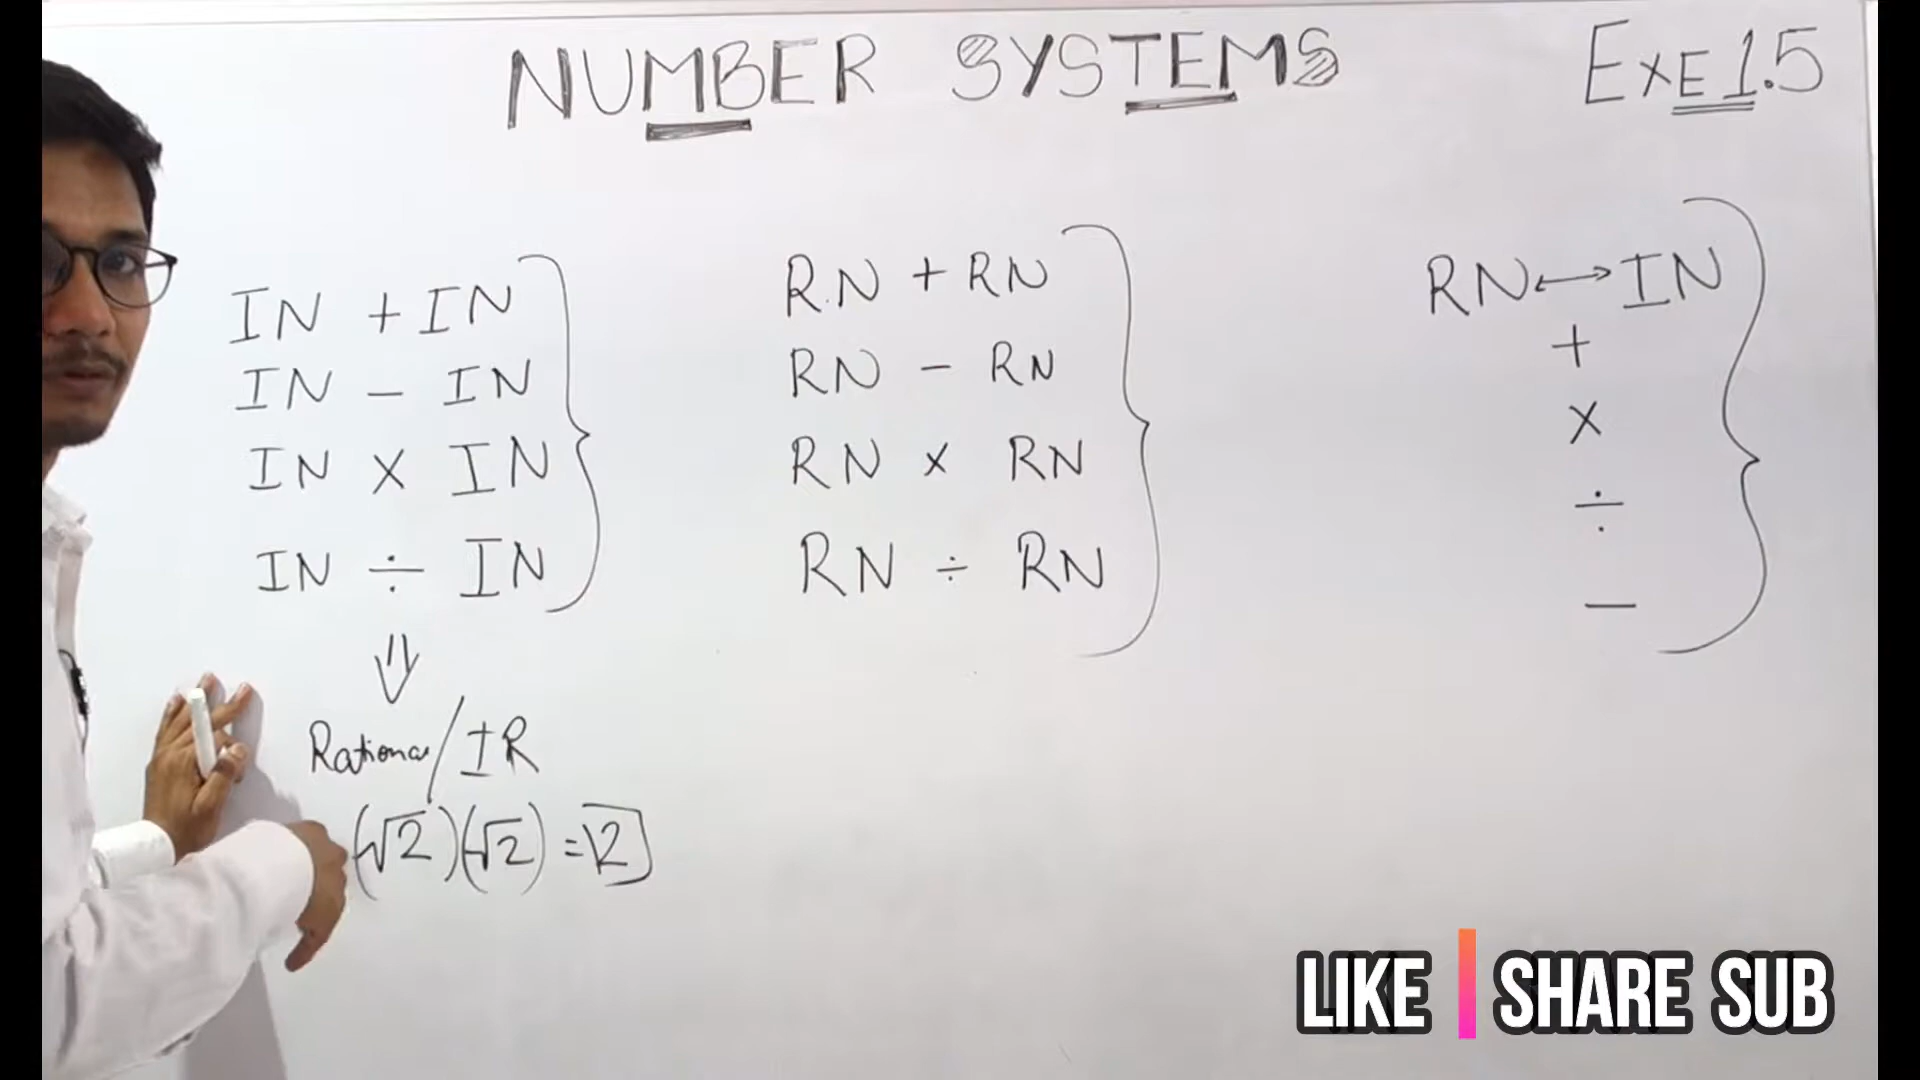 NUMBER SYSTEMS
EXE 1.5
IN + IN
IN - IN
IN × IN
IN ÷ IN
⇓
Rational/IR
(√2)(√2) = 2
RN + RN
RN - RN
RN × RN
RN ÷ RN
RN ↔ IN
+
×
÷
-
LIKE | SHARE SUB